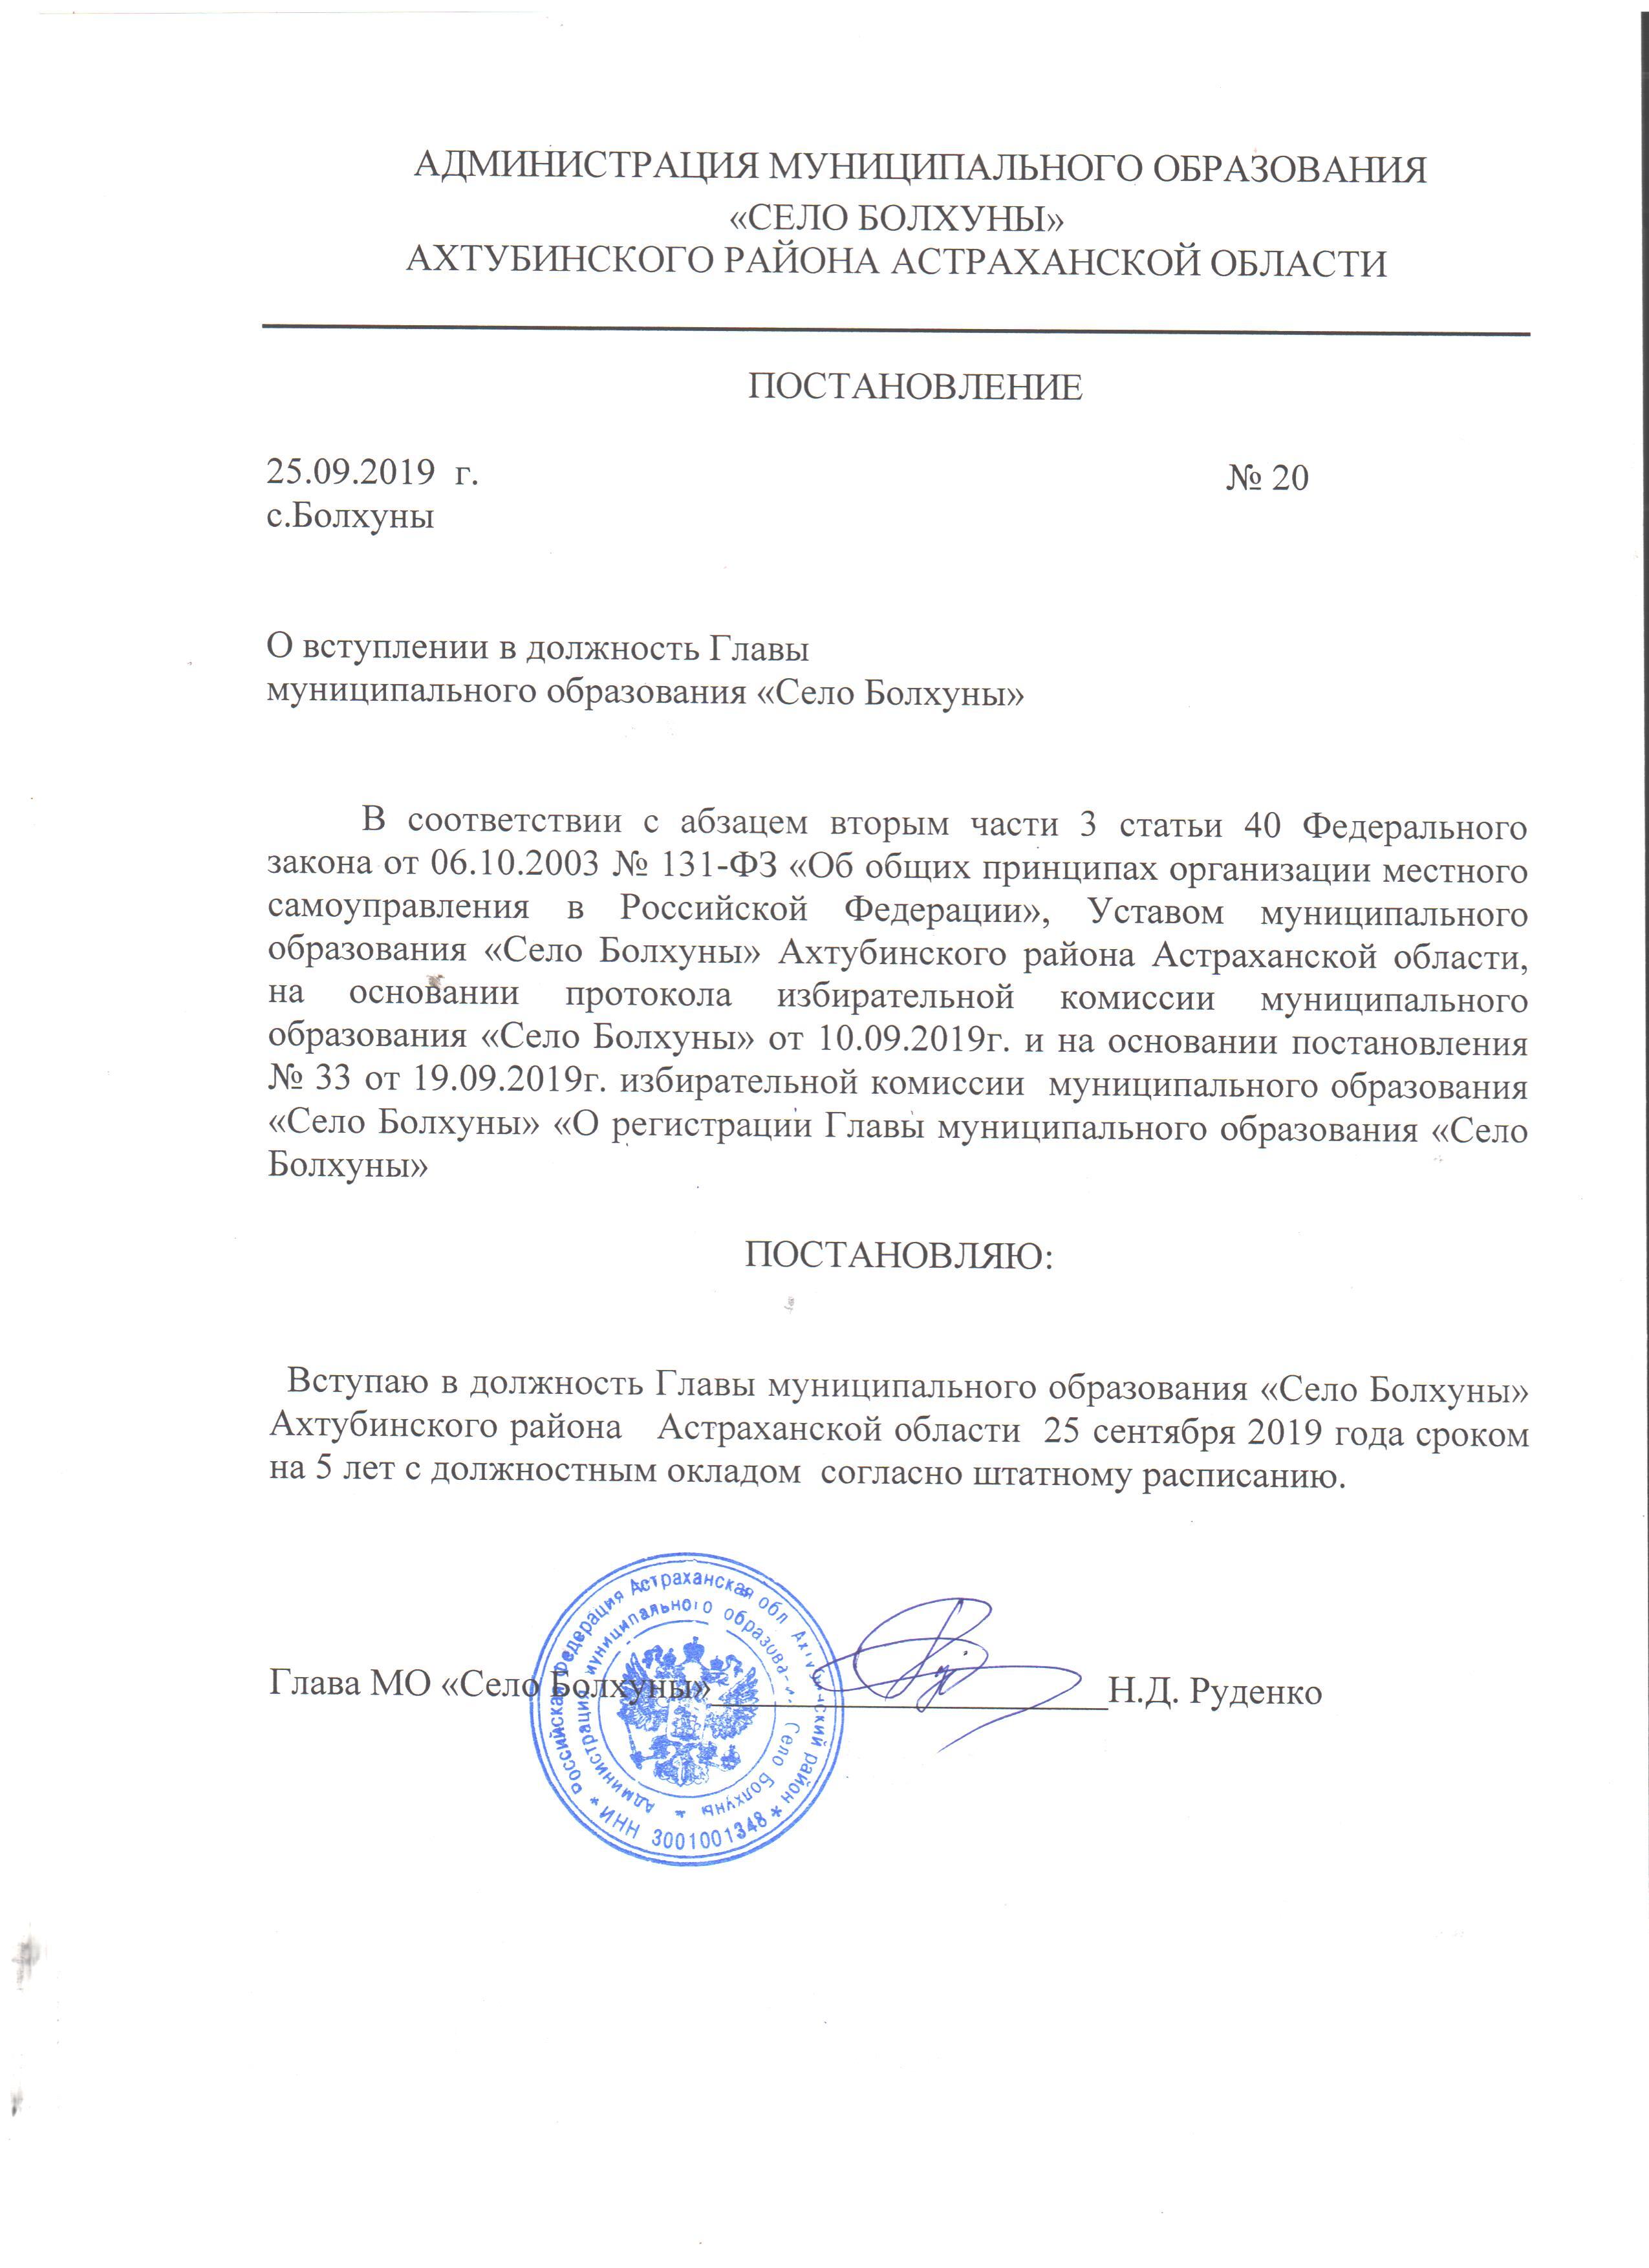 АДМИНИСТРАЦИЯ МУНИЦИПАЛЬНОГО ОБРАЗОВАНИЯ
«СЕЛО БОЛХУНЫ»
АХТУБИНСКОГО РАЙОНА АСТРАХАНСКОЙ ОБЛАСТИ
ПОСТАНОВЛЕНИЕ
25.09.2019 г. № 20
с.Болхуны
О вступлении в должность Главы
муниципального образования «Село Болхуны»
В соответствии с абзацем вторым части 3 статьи 40 Федерального
закона от 06.10.2003 № 131-ФЗ «Об общих принципах организации местного
самоуправления в Российской Федерации», Уставом муниципального
образования «Село Болхуны» Ахтубинского района Астраханской области,
на основании протокола избирательной комиссии муниципального
образования «Село Болхуны» от 10.09.2019г. и на основании постановления
№ 33 от 19.09.2019г. избирательной комиссии муниципального образования
«Село Болхуны» «О регистрации Главы муниципального образования «Село
Болхуны»
ПОСТАНОВЛЯЮ:
Вступаю в должность Главы муниципального образования «Село Болхуны»
Ахтубинского района Астраханской области 25 сентября 2019 года сроком
на 5 лет с должностным окладом согласно штатному расписанию.
Глава МО «Село Болхуны»____________________Н.Д. Руденко
Российская Федерация Астраханская обл Ахтубинский район
* ИНН 3001001348 *
Администрация муниципального образования Село Болхуны *